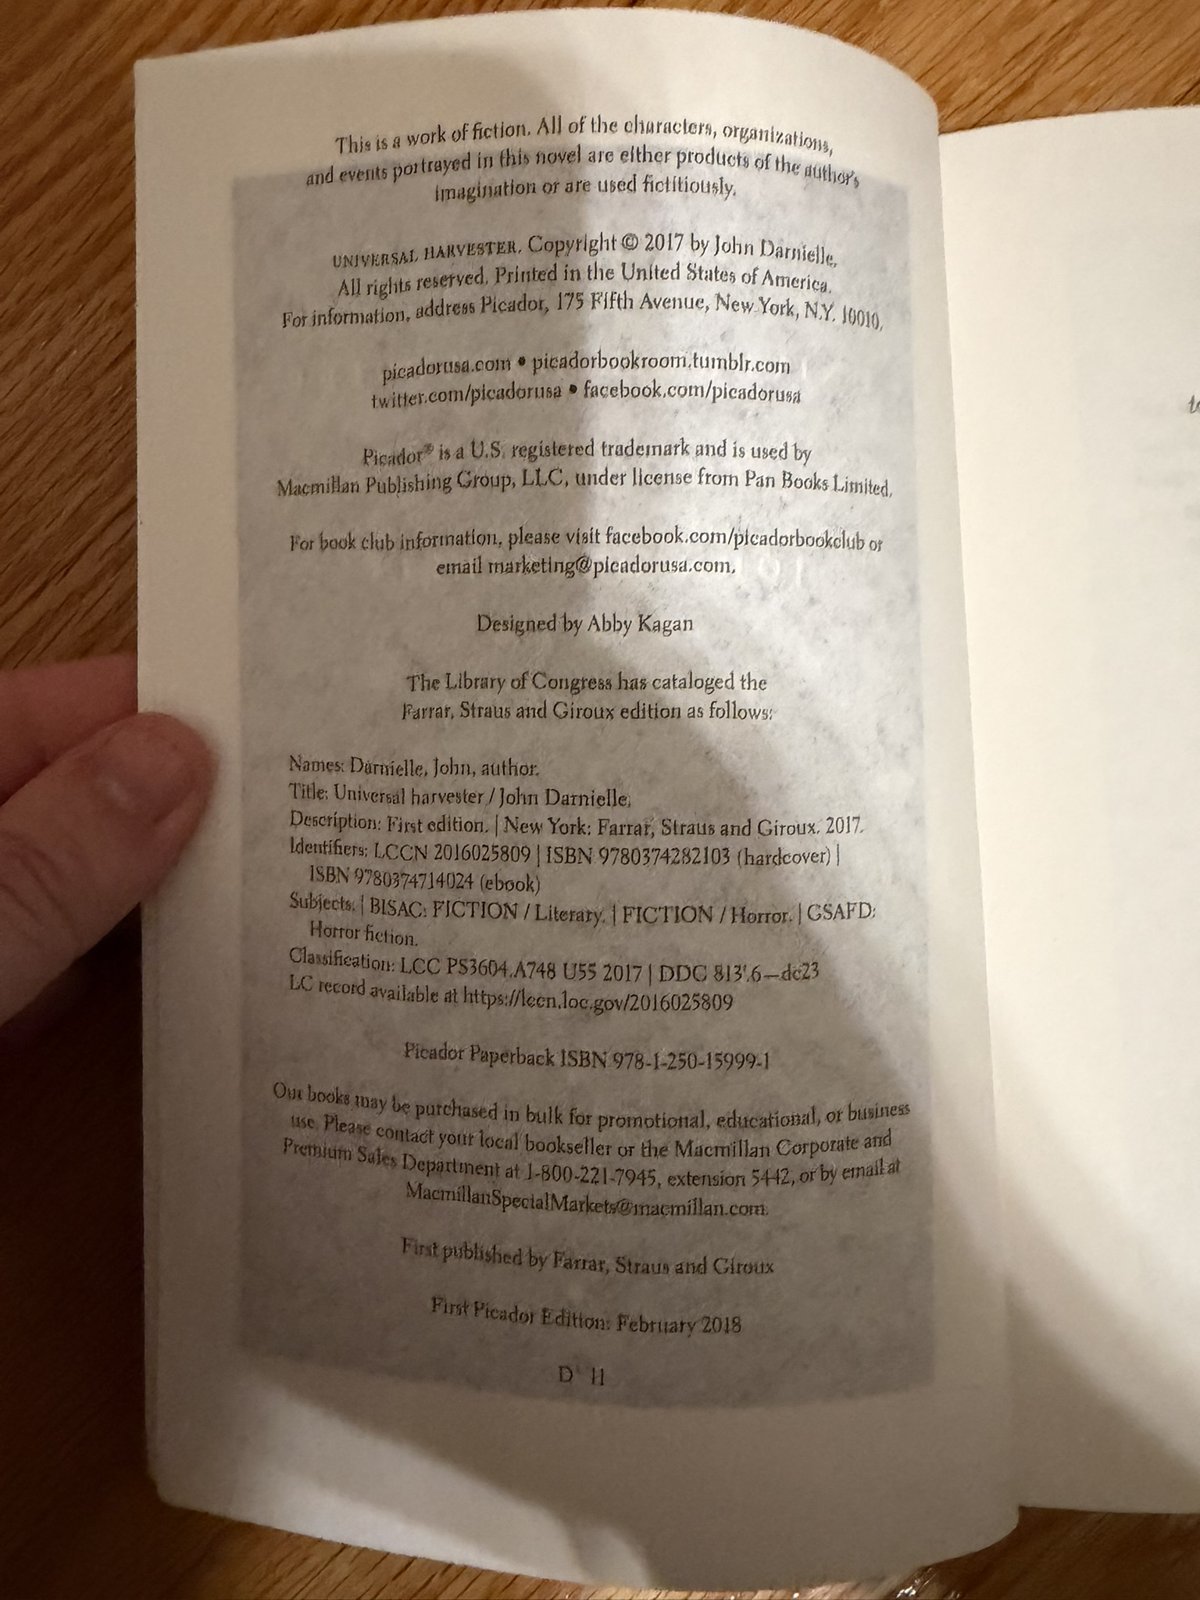 This is a work of fiction. All of the characters, organizations,
and events portrayed in this novel are either products of the author's
imagination or are used fictitiously.
UNIVERSAL HARVESTER. Copyright © 2017 by John Darnielle.
All rights reserved. Printed in the United States of America.
For information, address Picador, 175 Fifth Avenue, New York, N.Y. 10010.
picadorusa.com • picadorbookroom.tumblr.com
twitter.com/picadorusa • facebook.com/picadorusa
Picador® is a U.S. registered trademark and is used by
Macmillan Publishing Group, LLC, under license from Pan Books Limited.
For book club information, please visit facebook.com/picadorbookclub or
email marketing@picadorusa.com.
Designed by Abby Kagan
The Library of Congress has cataloged the
Farrar, Straus and Giroux edition as follows:
Names: Darnielle, John, author.
Title: Universal harvester / John Darnielle.
Description: First edition. | New York: Farrar, Straus and Giroux, 2017.
Identifiers: LCCN 2016025809 | ISBN 9780374282103 (hardcover) |
ISBN 9780374714024 (ebook)
Subjects: | BISAC: FICTION / Literary. | FICTION / Horror. | GSAFD:
Horror fiction.
Classification: LCC PS3604.A748 U55 2017 | DDC 813'.6—dc23
LC record available at https://lccn.loc.gov/2016025809
Picador Paperback ISBN 978-1-250-15999-1
Our books may be purchased in bulk for promotional, educational, or business
use. Please contact your local bookseller or the Macmillan Corporate and
Premium Sales Department at 1-800-221-7945, extension 5442, or by email at
MacmillanSpecialMarkets@macmillan.com.
First published by Farrar, Straus and Giroux
First Picador Edition: February 2018
D